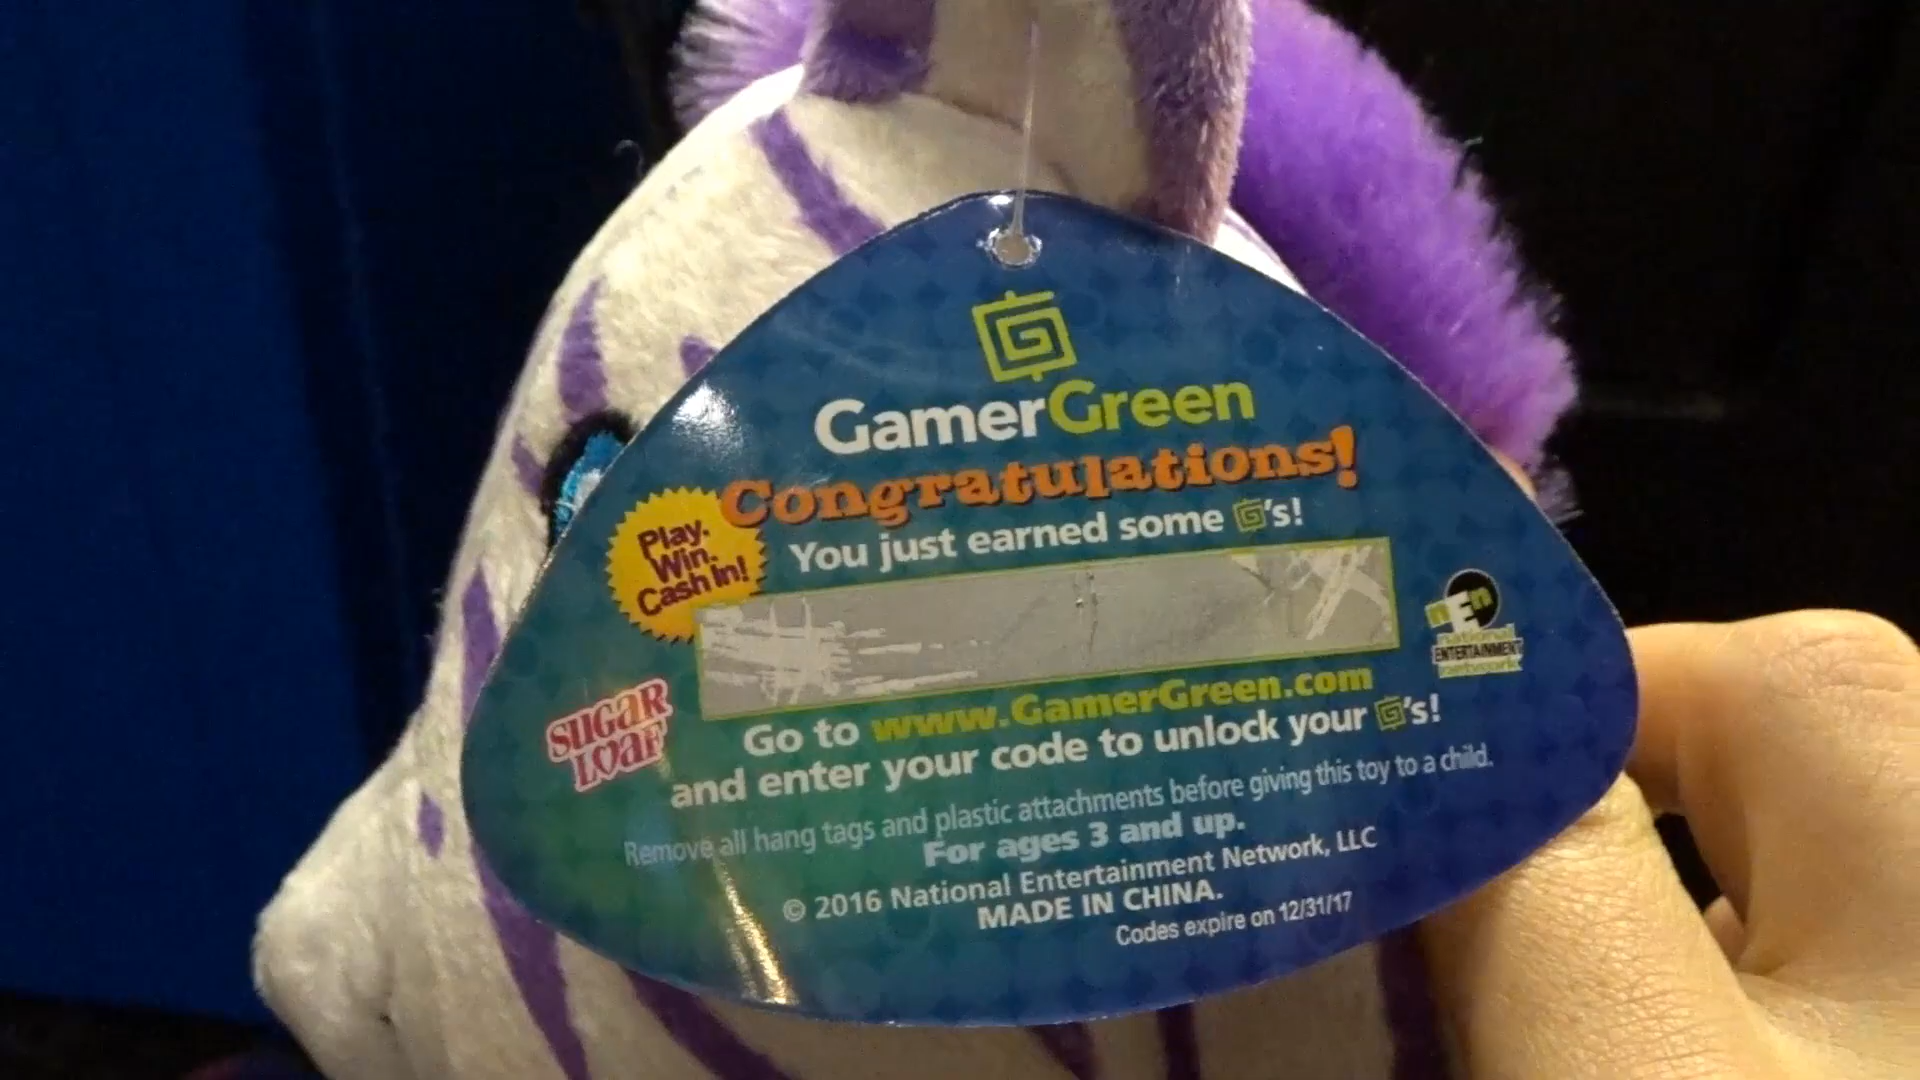 GamerGreen
Congratulations!
Play.
Win.
Cash In!
You just earned some G's!
nEn
national
ENTERTAINMENT
network
SUGAR
LOAF
Go to www.GamerGreen.com
and enter your code to unlock your G's!
Remove all hang tags and plastic attachments before giving this toy to a child.
For ages 3 and up.
© 2016 National Entertainment Network, LLC
MADE IN CHINA.
Codes expire on 12/31/17